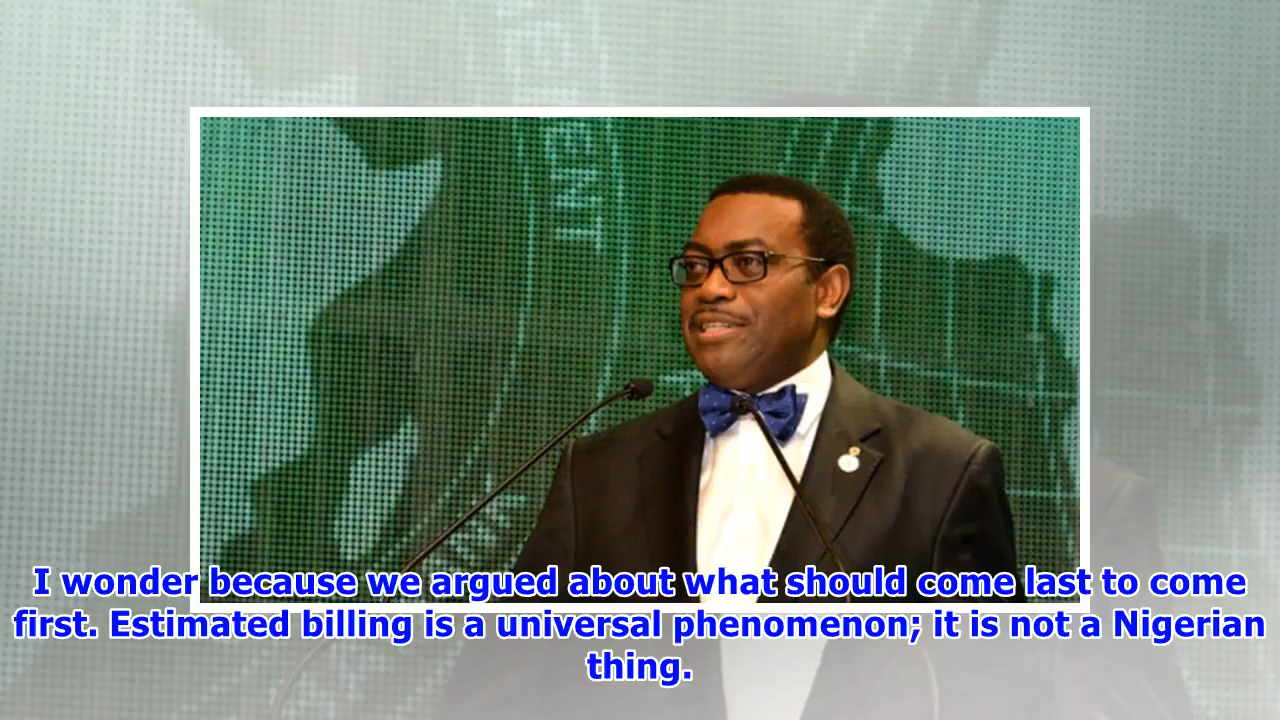 ENT
I wonder because we argued about what should come last to come
first. Estimated billing is a universal phenomenon; it is not a Nigerian
thing.